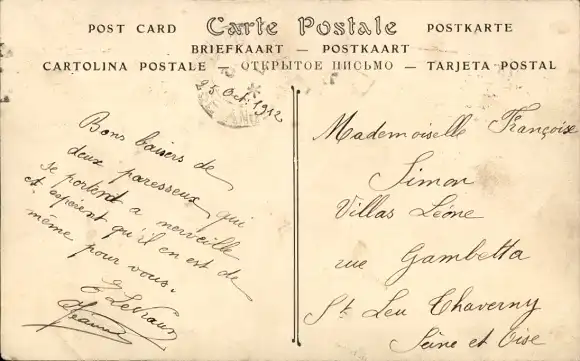 POST CARD Carte Postale POSTKARTE
BRIEFKAART — POSTKAART
CARTOLINA POSTALE — ОТКРЫТОЕ ПИСЬМО — TARJETA POSTAL
25 Oct. 1912
Bons baisers de
deux paresseux, qui
se portent a merveille
et espèrent qu'il en est de
même pour vous.
Jeanne
Mademoiselle Françoise
Simon
Villas Léone
rue Gambetta
St Leu Thaverny
Seine et Oise